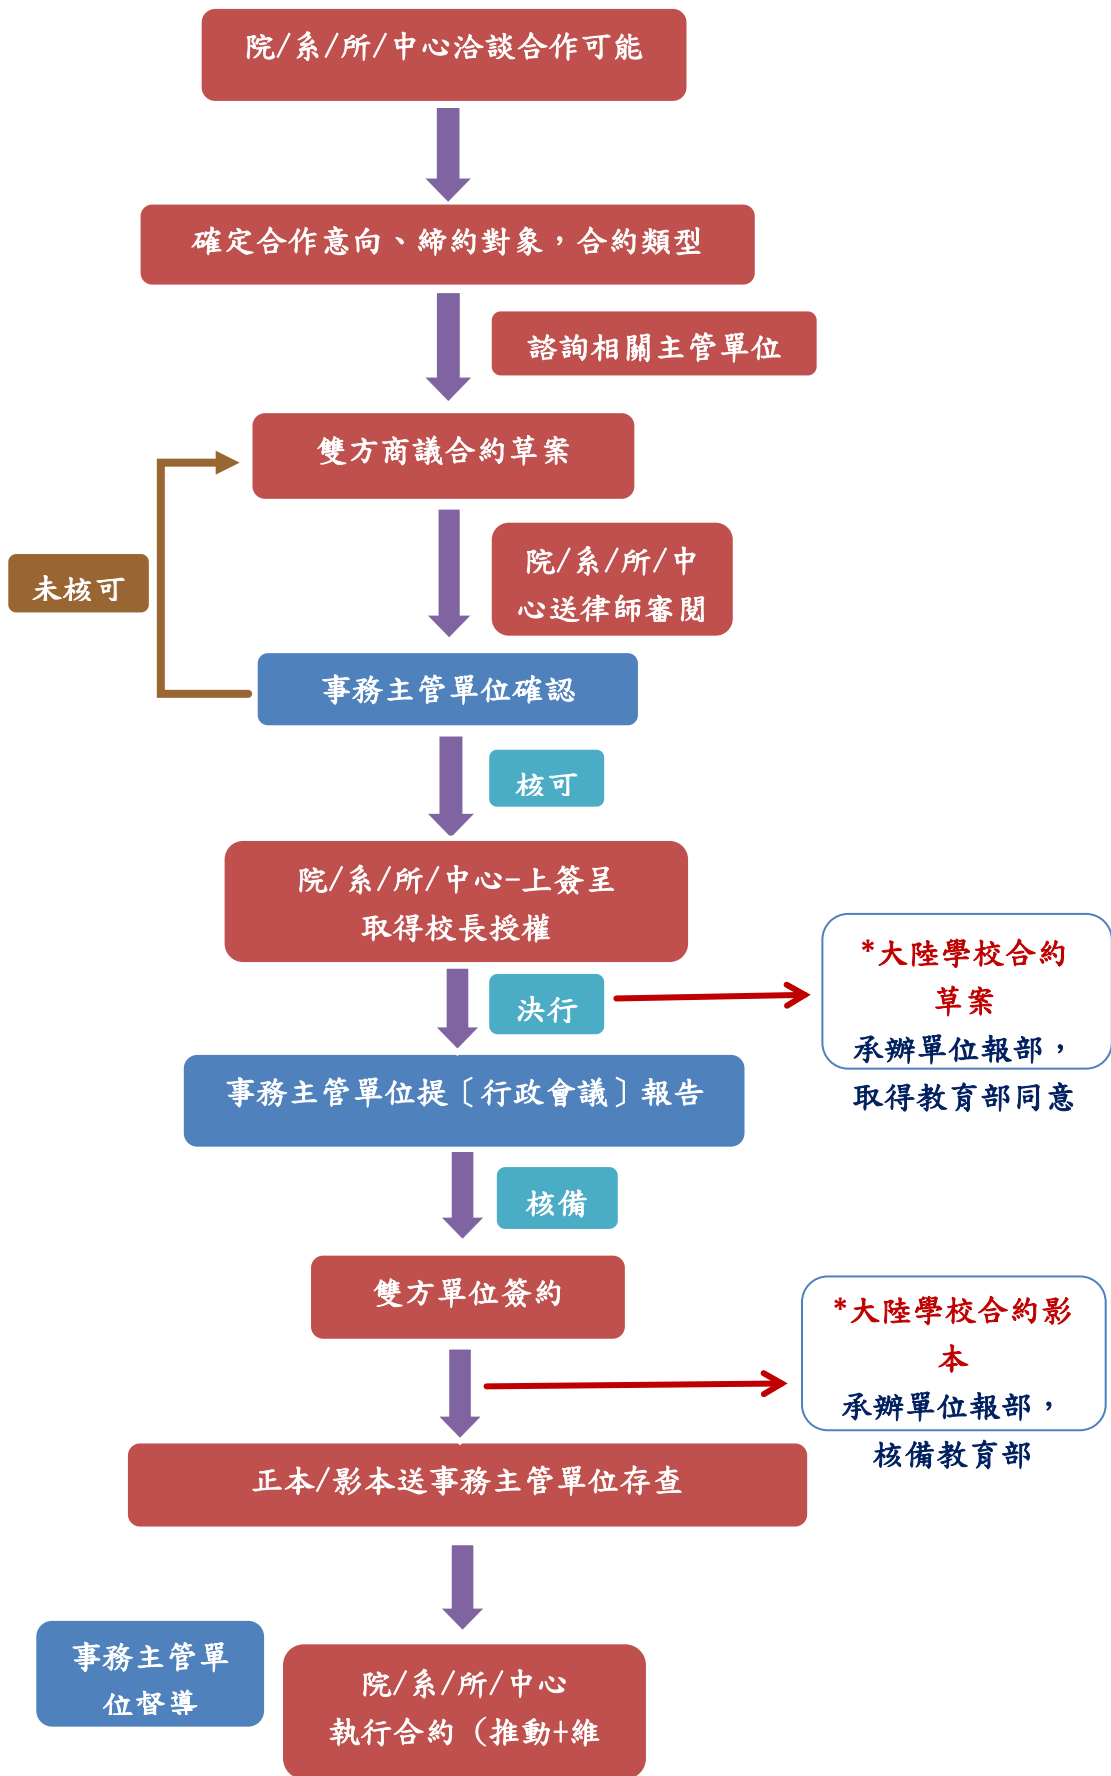 院/系/所/中心洽談合作可能
確定合作意向、締約對象，合約類型
諮詢相關主管單位
雙方商議合約草案
院/系/所/中
心送律師審閱
未核可
事務主管單位確認
核可
院/系/所/中心-上簽呈
取得校長授權
*大陸學校合約
草案
承辦單位報部，
取得教育部同意
決行
事務主管單位提〔行政會議〕報告
核備
雙方單位簽約
*大陸學校合約影
本
承辦單位報部，
核備教育部
正本/影本送事務主管單位存查
事務主管單
位督導
院/系/所/中心
執行合約（推動+維